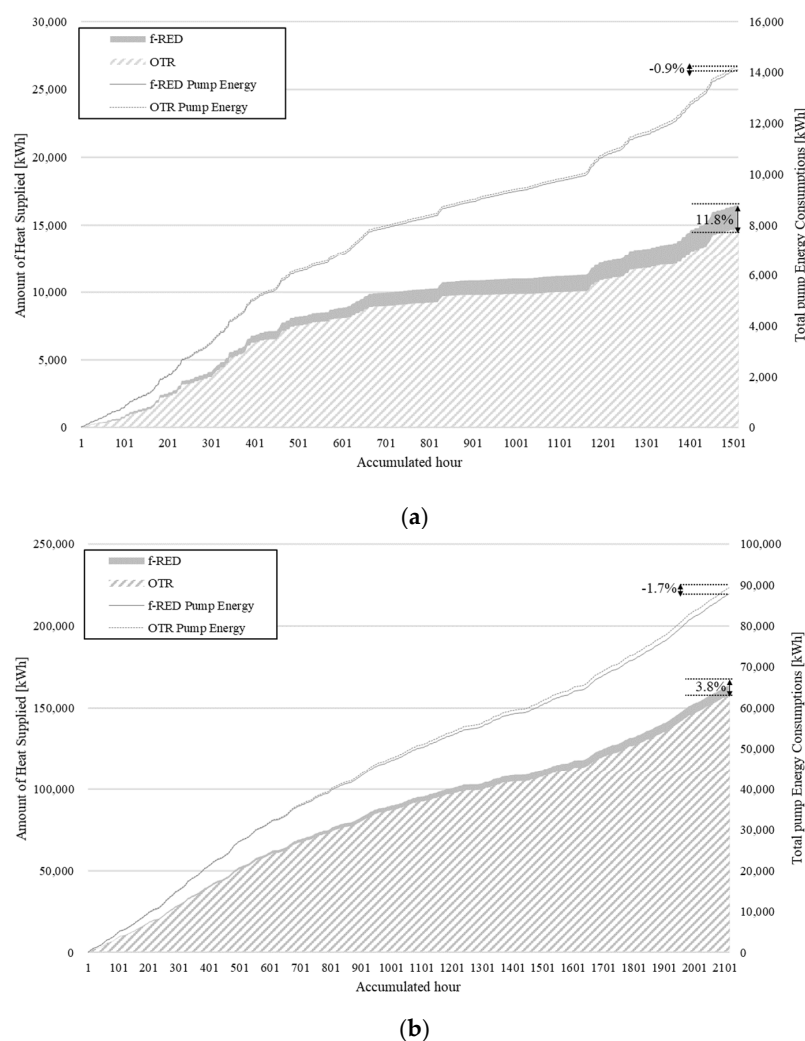 30,000
25,000
20,000
15,000
10,000
5,000
0
Amount of Heat Supplied [kWh]
f-RED
OTR
f-RED Pump Energy
OTR Pump Energy
-0.9%
11.8%
16,000
14,000
12,000
10,000
8,000
6,000
4,000
2,000
0
Total pump Energy Consumptions [kWh]
1 101 201 301 401 501 601 701 801 901 1001 1101 1201 1301 1401 1501
Accumulated hour
(a)
250,000
200,000
150,000
100,000
50,000
0
Amount of Heat Supplied [kWh]
f-RED
OTR
f-RED Pump Energy
OTR Pump Energy
-1.7%
3.8%
100,000
90,000
80,000
70,000
60,000
50,000
40,000
30,000
20,000
10,000
0
Total pump Energy Consumptions [kWh]
1 101 201 301 401 501 601 701 801 901 1001 1101 1201 1301 1401 1501 1601 1701 1801 1901 2001 2101
Accumulated hour
(b)